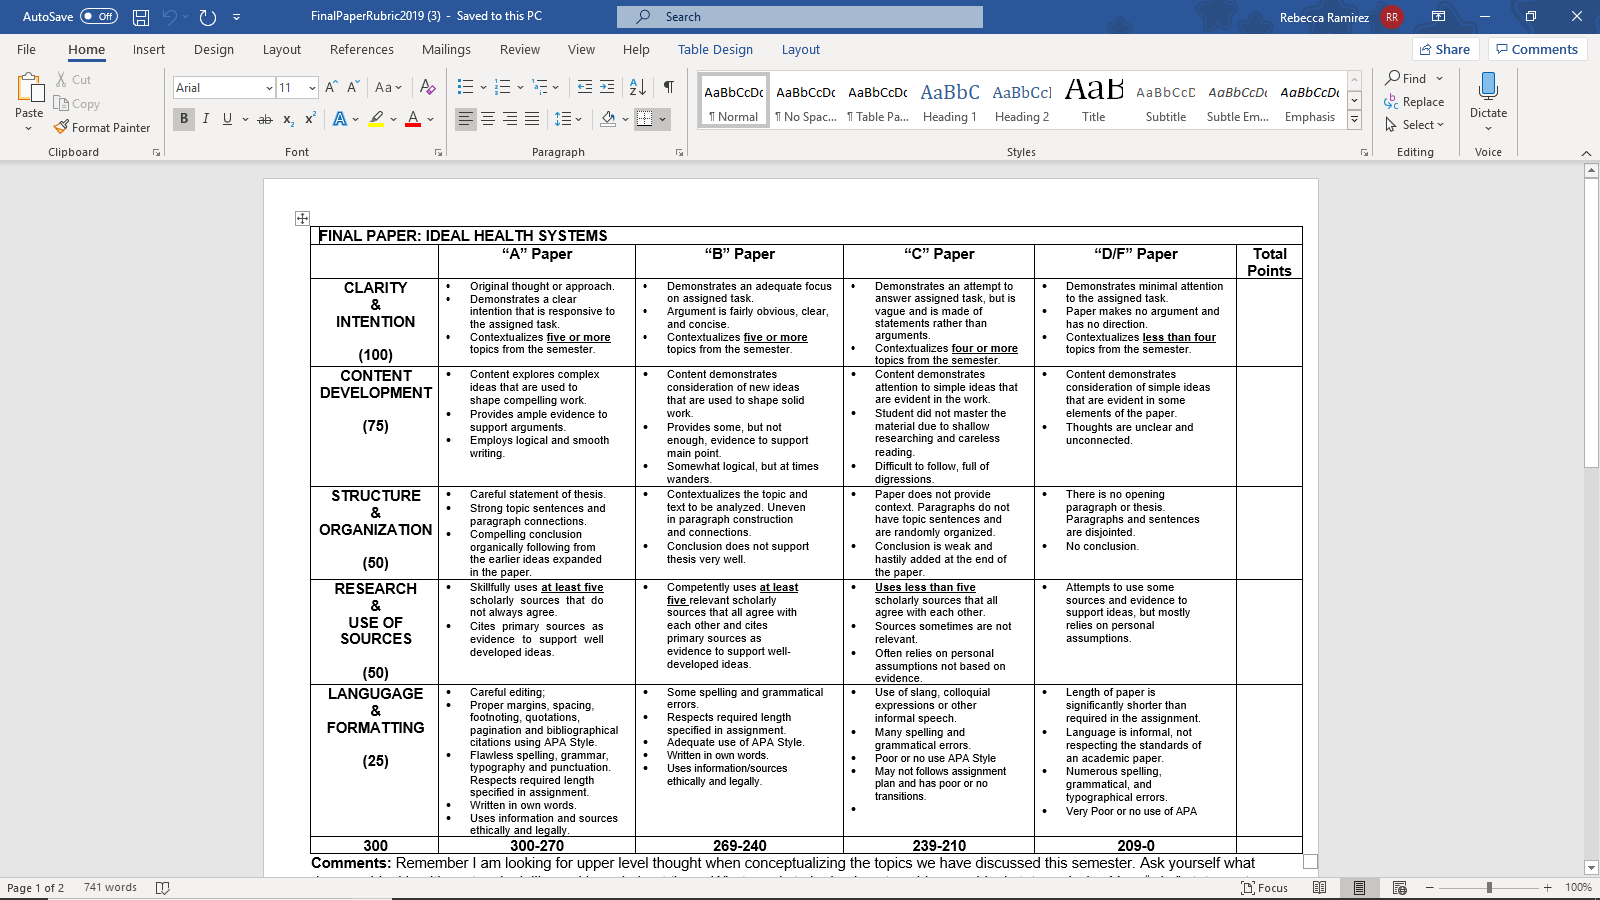 AutoSave Off FinalPaperRubric2019 (3) - Saved to this PC Search Rebecca Ramirez RR
File Home Insert Design Layout References Mailings Review View Help Table Design Layout Share Comments
Paste Cut Copy Format Painter
Clipboard
Arial 11
Font
Paragraph
AaBbCcDc AaBbCcDc AaBbCcDc AaBbC AaBbCcI AaB AaBbCcD AaBbCcDc AaBbCcDc
¶ Normal ¶ No Spac... ¶ Table Pa... Heading 1 Heading 2 Title Subtitle Subtle Em... Emphasis
Styles
Find
Replace
Select
Editing
Dictate
Voice
FINAL PAPER: IDEAL HEALTH SYSTEMS
“A” Paper “B” Paper “C” Paper “D/F” Paper Total
Points
CLARITY
&
INTENTION
(100)
• Original thought or approach.
• Demonstrates a clear
intention that is responsive to
the assigned task.
• Contextualizes five or more
topics from the semester.
• Demonstrates an adequate focus
on assigned task.
• Argument is fairly obvious, clear,
and concise.
• Contextualizes five or more
topics from the semester.
• Demonstrates an attempt to
answer assigned task, but is
vague and is made of
statements rather than
arguments.
• Contextualizes four or more
topics from the semester.
• Demonstrates minimal attention
to the assigned task.
• Paper makes no argument and
has no direction.
• Contextualizes less than four
topics from the semester.
CONTENT
DEVELOPMENT
(75)
• Content explores complex
ideas that are used to
shape compelling work.
• Provides ample evidence to
support arguments.
• Employs logical and smooth
writing.
• Content demonstrates
consideration of new ideas
that are used to shape solid
work.
• Provides some, but not
enough, evidence to support
main point.
• Somewhat logical, but at times
wanders.
• Content demonstrates
attention to simple ideas that
are evident in the work.
• Student did not master the
material due to shallow
researching and careless
reading.
• Difficult to follow, full of
digressions.
• Content demonstrates
consideration of simple ideas
that are evident in some
elements of the paper.
• Thoughts are unclear and
unconnected.
STRUCTURE
&
ORGANIZATION
(50)
• Careful statement of thesis.
• Strong topic sentences and
paragraph connections.
• Compelling conclusion
organically following from
the earlier ideas expanded
in the paper.
• Contextualizes the topic and
text to be analyzed. Uneven
in paragraph construction
and connections.
• Conclusion does not support
thesis very well.
• Paper does not provide
context. Paragraphs do not
have topic sentences and
are randomly organized.
• Conclusion is weak and
hastily added at the end of
the paper.
• There is no opening
paragraph or thesis.
Paragraphs and sentences
are disjointed.
• No conclusion.
RESEARCH
&
USE OF
SOURCES
(50)
• Skillfully uses at least five
scholarly sources that do
not always agree.
• Cites primary sources as
evidence to support well
developed ideas.
• Competently uses at least
five relevant scholarly
sources that all agree with
each other and cites
primary sources as
evidence to support well-
developed ideas.
• Uses less than five
scholarly sources that all
agree with each other.
• Sources sometimes are not
relevant.
• Often relies on personal
assumptions not based on
evidence.
• Attempts to use some
sources and evidence to
support ideas, but mostly
relies on personal
assumptions.
LANGUGAGE
&
FORMATTING
(25)
• Careful editing;
• Proper margins, spacing,
footnoting, quotations,
pagination and bibliographical
citations using APA Style.
• Flawless spelling, grammar,
typography and punctuation.
Respects required length
specified in assignment.
• Written in own words.
• Uses information and sources
ethically and legally.
• Some spelling and grammatical
errors.
• Respects required length
specified in assignment.
• Adequate use of APA Style.
• Written in own words.
• Uses information/sources
ethically and legally.
• Use of slang, colloquial
expressions or other
informal speech.
• Many spelling and
grammatical errors.
• Poor or no use APA Style
• May not follows assignment
plan and has poor or no
transitions.
•
• Length of paper is
significantly shorter than
required in the assignment.
• Language is informal, not
respecting the standards of
an academic paper.
• Numerous spelling,
grammatical, and
typographical errors.
• Very Poor or no use of APA
300 300-270 269-240 239-210 209-0
Comments: Remember I am looking for upper level thought when conceptualizing the topics we have discussed this semester. Ask yourself what
Page 1 of 2 741 words Focus 100%